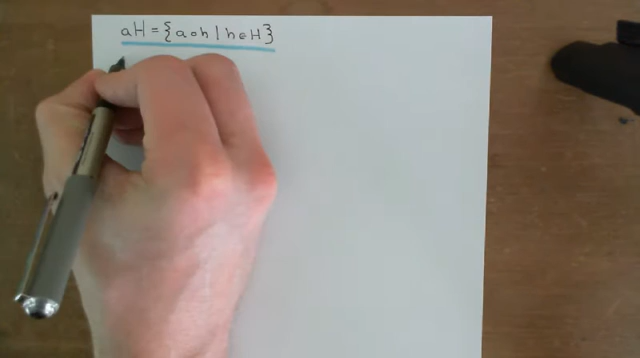 aH = {a∘h | h∈H}